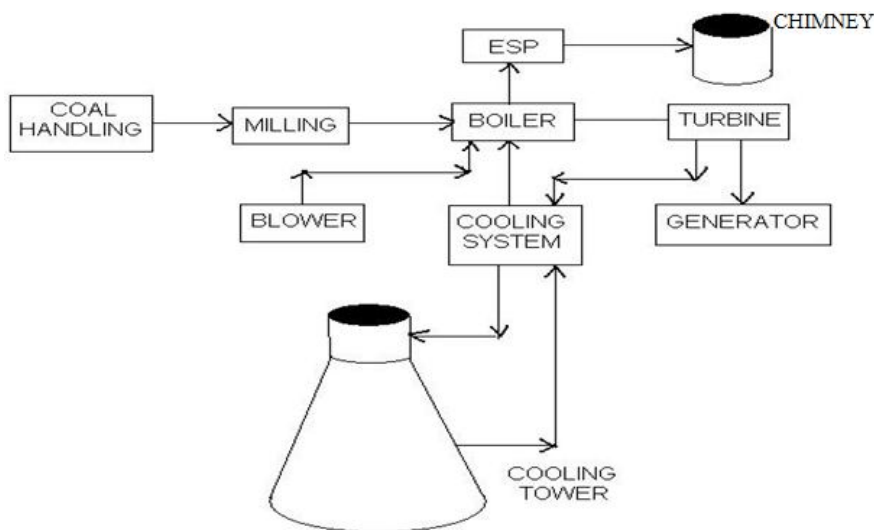 CHIMNEY
ESP
COAL
HANDLING
MILLING
BOILER
TURBINE
BLOWER
COOLING
SYSTEM
GENERATOR
COOLING
TOWER